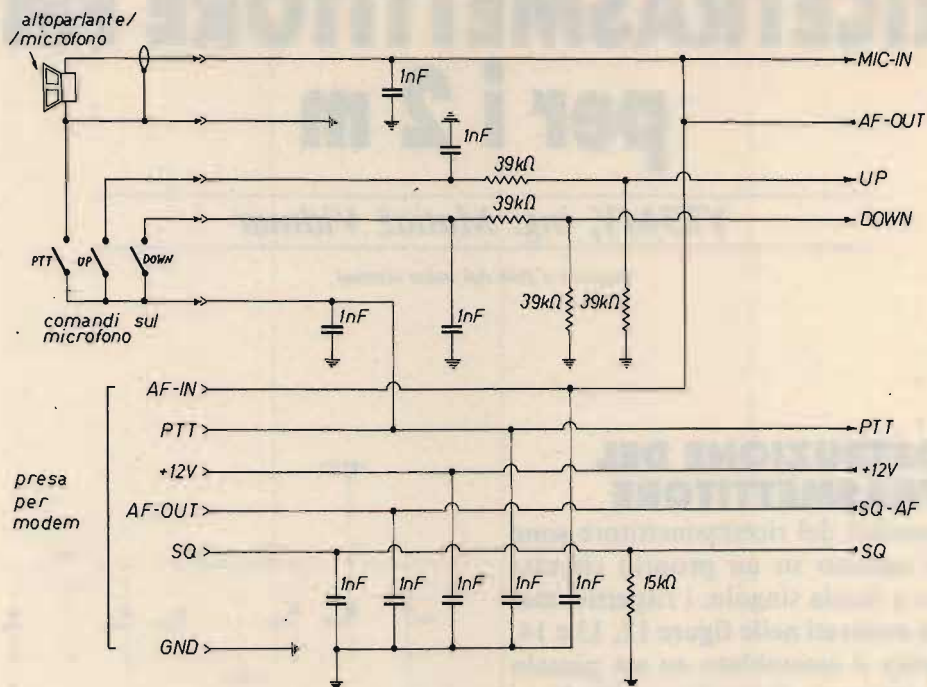 per i 2 m
altoparlante/
/microfono
1nF
MIC-IN
AF-OUT
1nF
39kΩ
UP
39kΩ
DOWN
PTT
UP
DOWN
39kΩ
39kΩ
1nF
1nF
comandi sul
microfono
AF-IN
PTT
PTT
presa
per
modem
+12V
+12V
AF-OUT
SQ-AF
SQ
SQ
1nF
1nF
1nF
1nF
1nF
15kΩ
GND